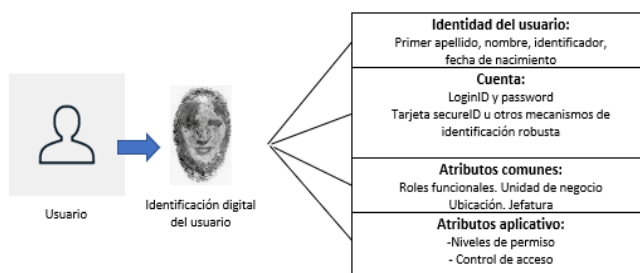 Usuario
Identificación digital
del usuario
Identidad del usuario:
Primer apellido, nombre, identificador,
fecha de nacimiento
Cuenta:
LoginID y password
Tarjeta secureID u otros mecanismos de
identificación robusta
Atributos comunes:
Roles funcionales. Unidad de negocio
Ubicación. Jefatura
Atributos aplicativo:
-Niveles de permiso
- Control de acceso